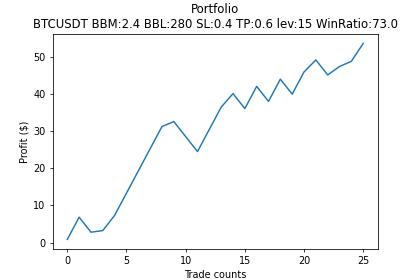 Portfolio
BTCUSDT BBM:2.4 BBL:280 SL:0.4 TP:0.6 lev:15 WinRatio:73.0
50
40
30
20
10
0
Profit ($)
0 5 10 15 20 25
Trade counts